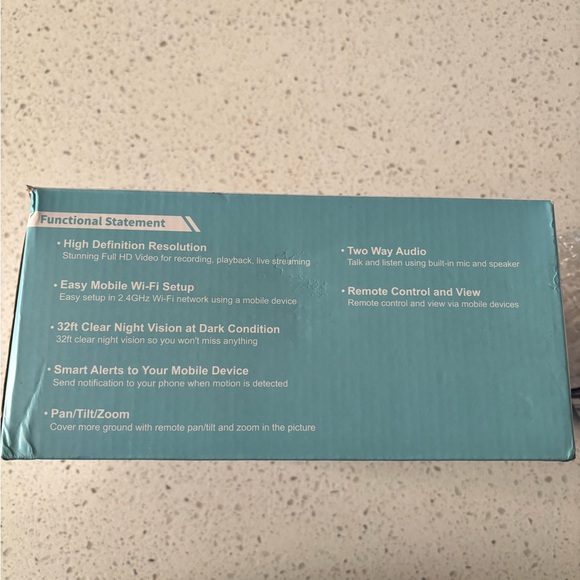 Functional Statement
• High Definition Resolution
Stunning Full HD Video for recording, playback, live streaming
• Easy Mobile Wi-Fi Setup
Easy setup in 2.4GHz Wi-Fi network using a mobile device
• 32ft Clear Night Vision at Dark Condition
32ft clear night vision so you won't miss anything
• Smart Alerts to Your Mobile Device
Send notification to your phone when motion is detected
• Pan/Tilt/Zoom
Cover more ground with remote pan/tilt and zoom in the picture
• Two Way Audio
Talk and listen using built-in mic and speaker
• Remote Control and View
Remote control and view via mobile devices